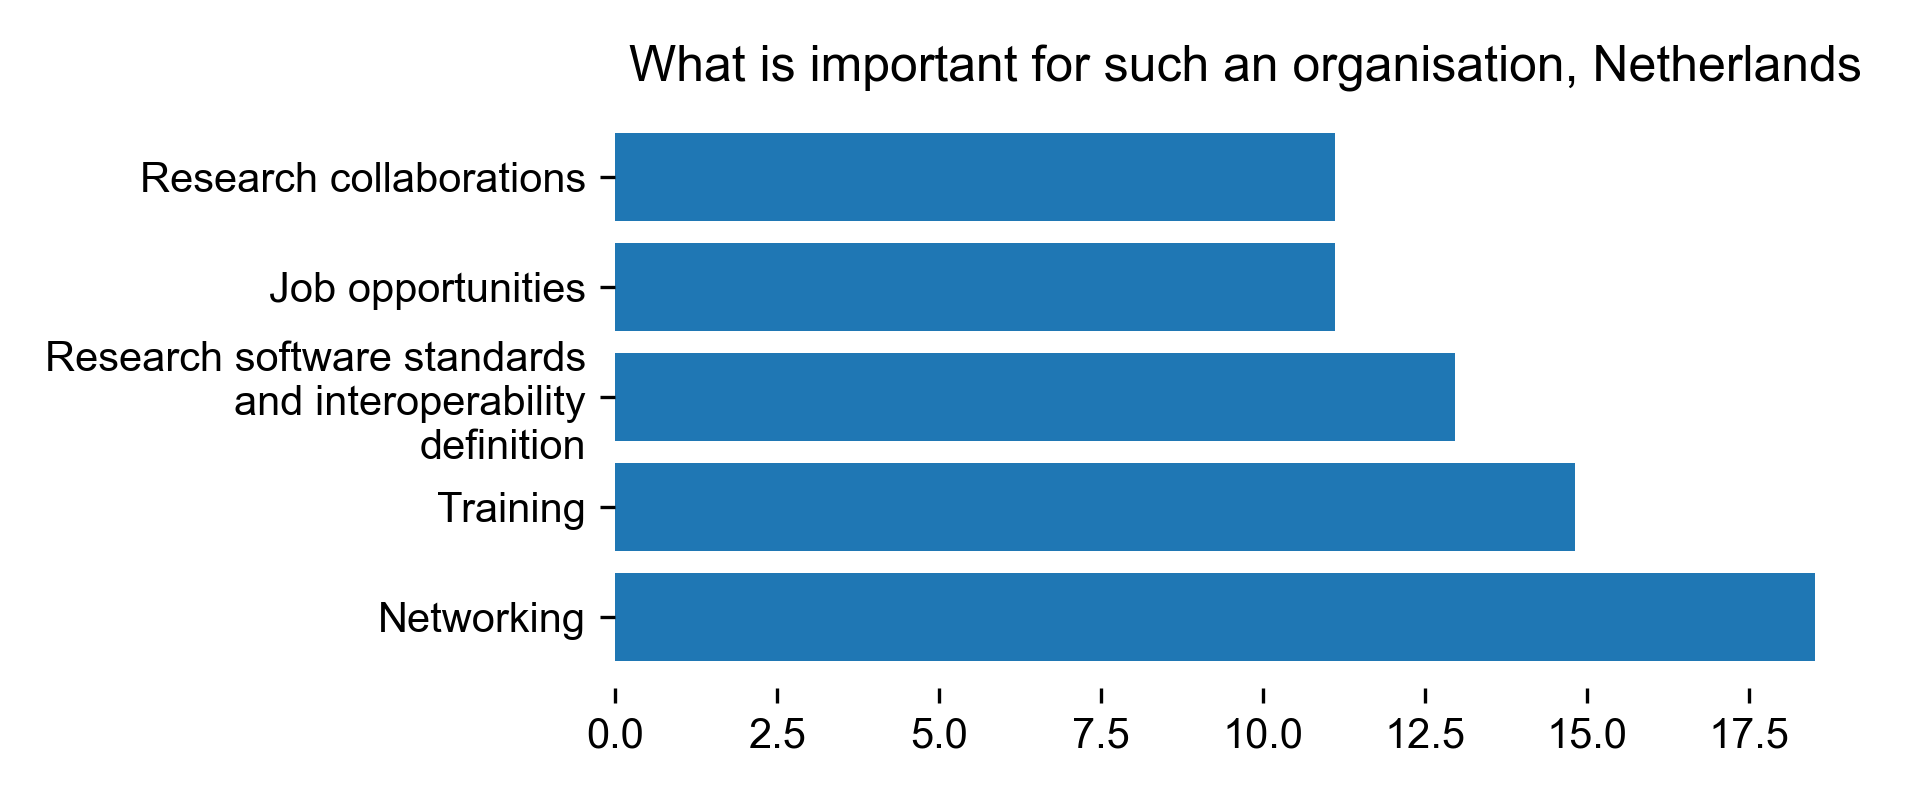 What is important for such an organisation, Netherlands
Research collaborations
Job opportunities
Research software standards
and interoperability
definition
Training
Networking
0.0 2.5 5.0 7.5 10.0 12.5 15.0 17.5